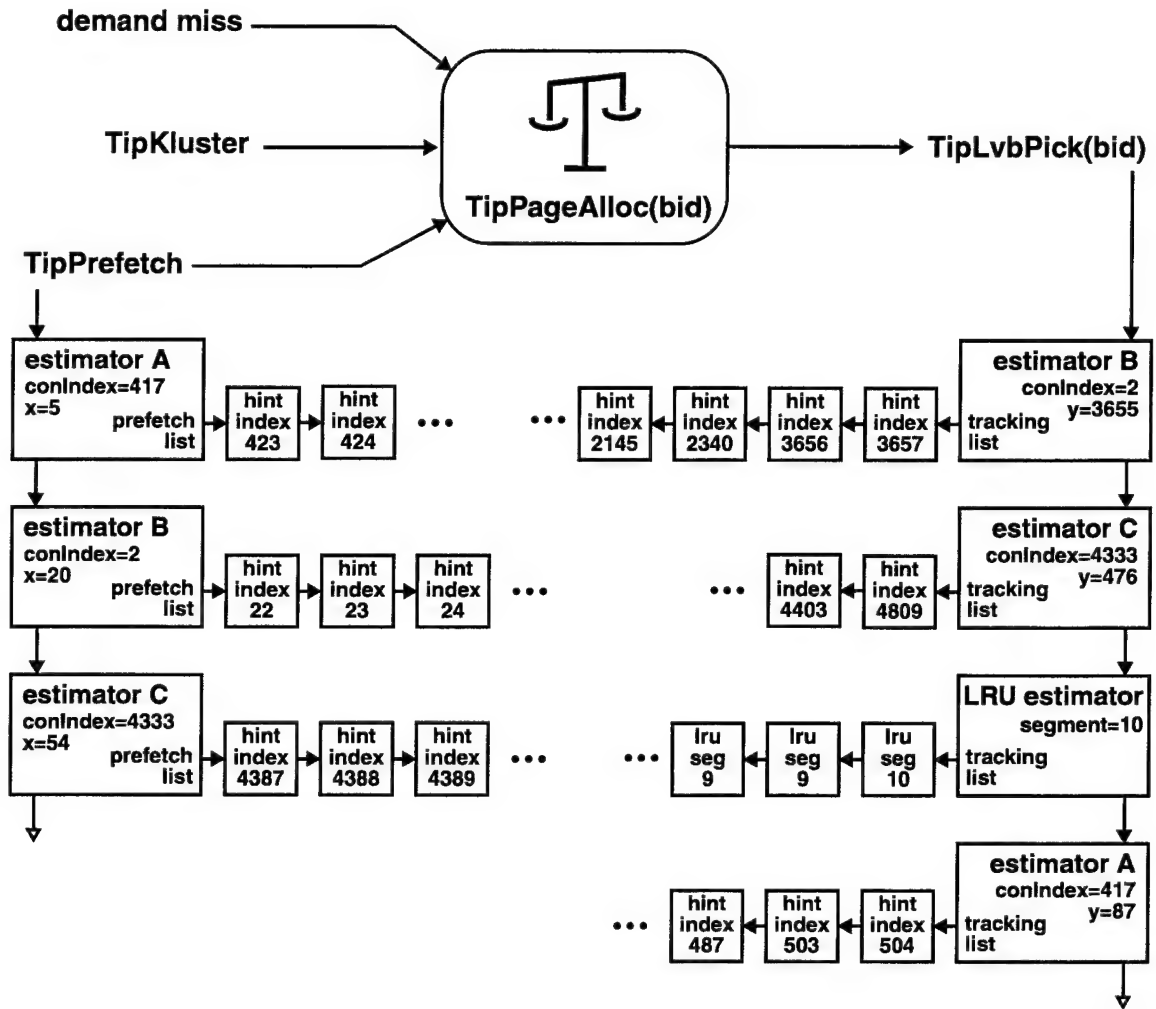 demand miss
TipKluster
TipPageAlloc(bid)
TipLvbPick(bid)
TipPrefetch
estimator A
conIndex=417
x=5
prefetch
list
hint
index
423
hint
index
424
•••
•••
hint
index
2145
hint
index
2340
hint
index
3656
hint
index
3657
estimator B
conIndex=2
y=3655
tracking
list
estimator B
conIndex=2
x=20
prefetch
list
hint
index
22
hint
index
23
hint
index
24
•••
•••
hint
index
4403
hint
index
4809
estimator C
conIndex=4333
y=476
tracking
list
estimator C
conIndex=4333
x=54
prefetch
list
hint
index
4387
hint
index
4388
hint
index
4389
•••
•••
lru
seg
9
lru
seg
9
lru
seg
10
LRU estimator
segment=10
tracking
list
•••
hint
index
487
hint
index
503
hint
index
504
estimator A
conIndex=417
y=87
tracking
list